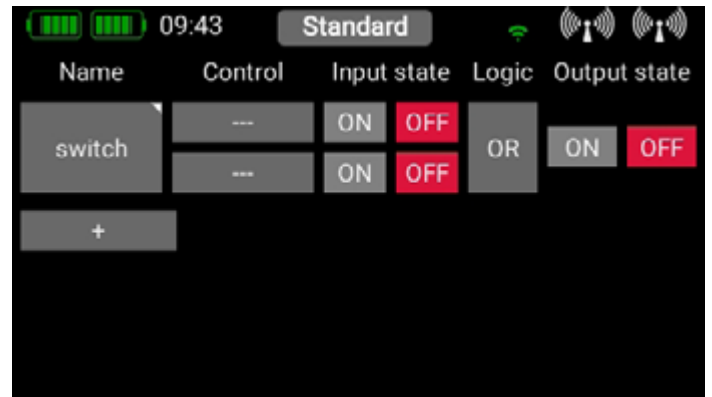 09:43 Standard
Name Control Input state Logic Output state
switch --- ON OFF OR ON OFF
--- ON OFF
+